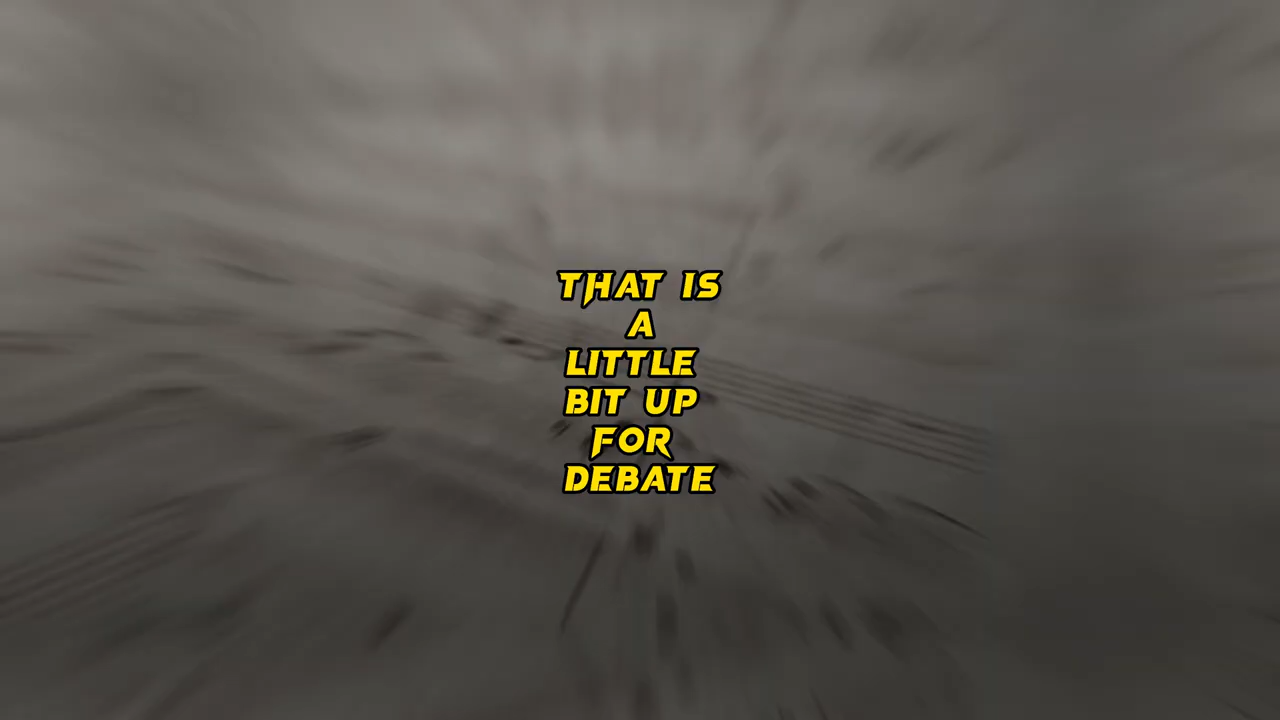 THAT IS
A
LITTLE
BIT UP
FOR
DEBATE